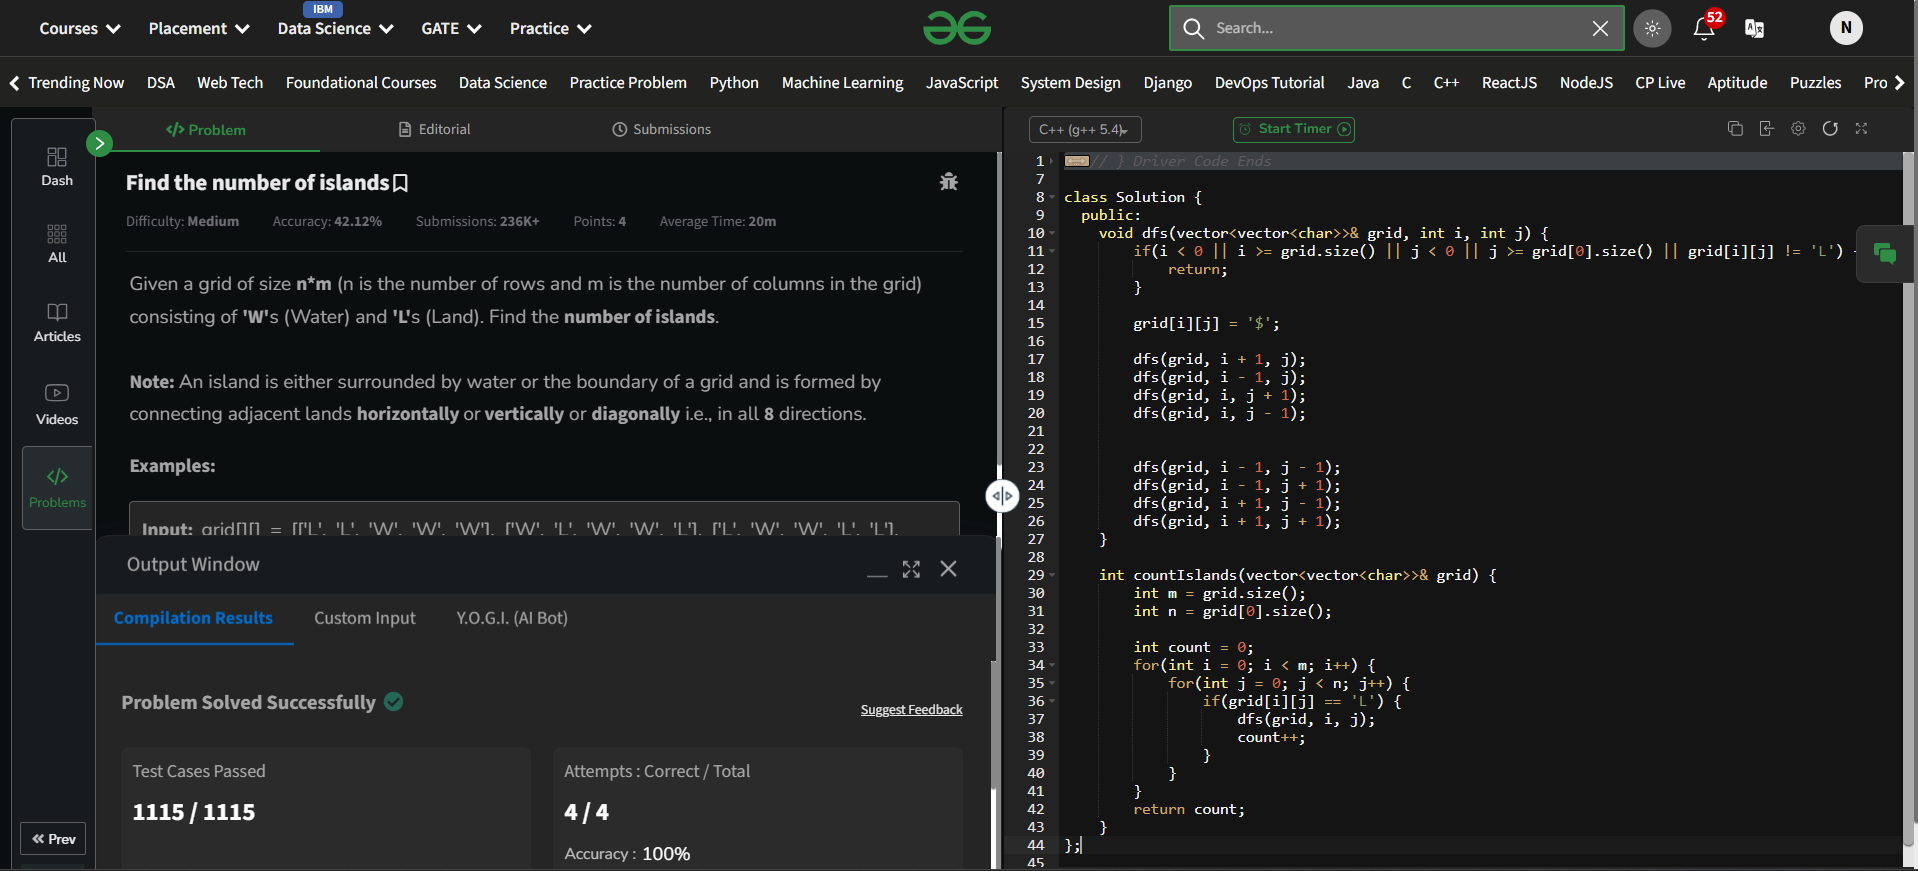 IBM
Courses Placement Data Science GATE Practice Search... 52 N
Trending Now DSA Web Tech Foundational Courses Data Science Practice Problem Python Machine Learning JavaScript System Design Django DevOps Tutorial Java C C++ ReactJS NodeJS CP Live Aptitude Puzzles Pro
Dash
All
Articles
Videos
</>
Problems
Prev
</> Problem Editorial Submissions
Find the number of islands
Difficulty: Medium Accuracy: 42.12% Submissions: 236K+ Points: 4 Average Time: 20m
Given a grid of size n*m (n is the number of rows and m is the number of columns in the grid)
consisting of 'W's (Water) and 'L's (Land). Find the number of islands.
Note: An island is either surrounded by water or the boundary of a grid and is formed by
connecting adjacent lands horizontally or vertically or diagonally i.e., in all 8 directions.
Examples:
Input: grid[][] = [['L', 'L', 'W', 'W', 'W'], ['W', 'L', 'W', 'W', 'L'], ['L', 'W', 'W', 'L', 'L'],
Output Window
Compilation Results Custom Input Y.O.G.I. (AI Bot)
Problem Solved Successfully
Suggest Feedback
Test Cases Passed
1115 / 1115
Attempts : Correct / Total
4 / 4
Accuracy : 100%
C++ (g++ 5.4) Start Timer
1 // } Driver Code Ends
7
8 class Solution {
9 public:
10 void dfs(vector<vector<char>>& grid, int i, int j) {
11 if(i < 0 || i >= grid.size() || j < 0 || j >= grid[0].size() || grid[i][j] != 'L')
12 return;
13 }
14
15 grid[i][j] = '$';
16
17 dfs(grid, i + 1, j);
18 dfs(grid, i - 1, j);
19 dfs(grid, i, j + 1);
20 dfs(grid, i, j - 1);
21
22
23 dfs(grid, i - 1, j - 1);
24 dfs(grid, i - 1, j + 1);
25 dfs(grid, i + 1, j - 1);
26 dfs(grid, i + 1, j + 1);
27 }
28
29 int countIslands(vector<vector<char>>& grid) {
30 int m = grid.size();
31 int n = grid[0].size();
32
33 int count = 0;
34 for(int i = 0; i < m; i++) {
35 for(int j = 0; j < n; j++) {
36 if(grid[i][j] == 'L') {
37 dfs(grid, i, j);
38 count++;
39 }
40 }
41 }
42 return count;
43 }
44 };
45